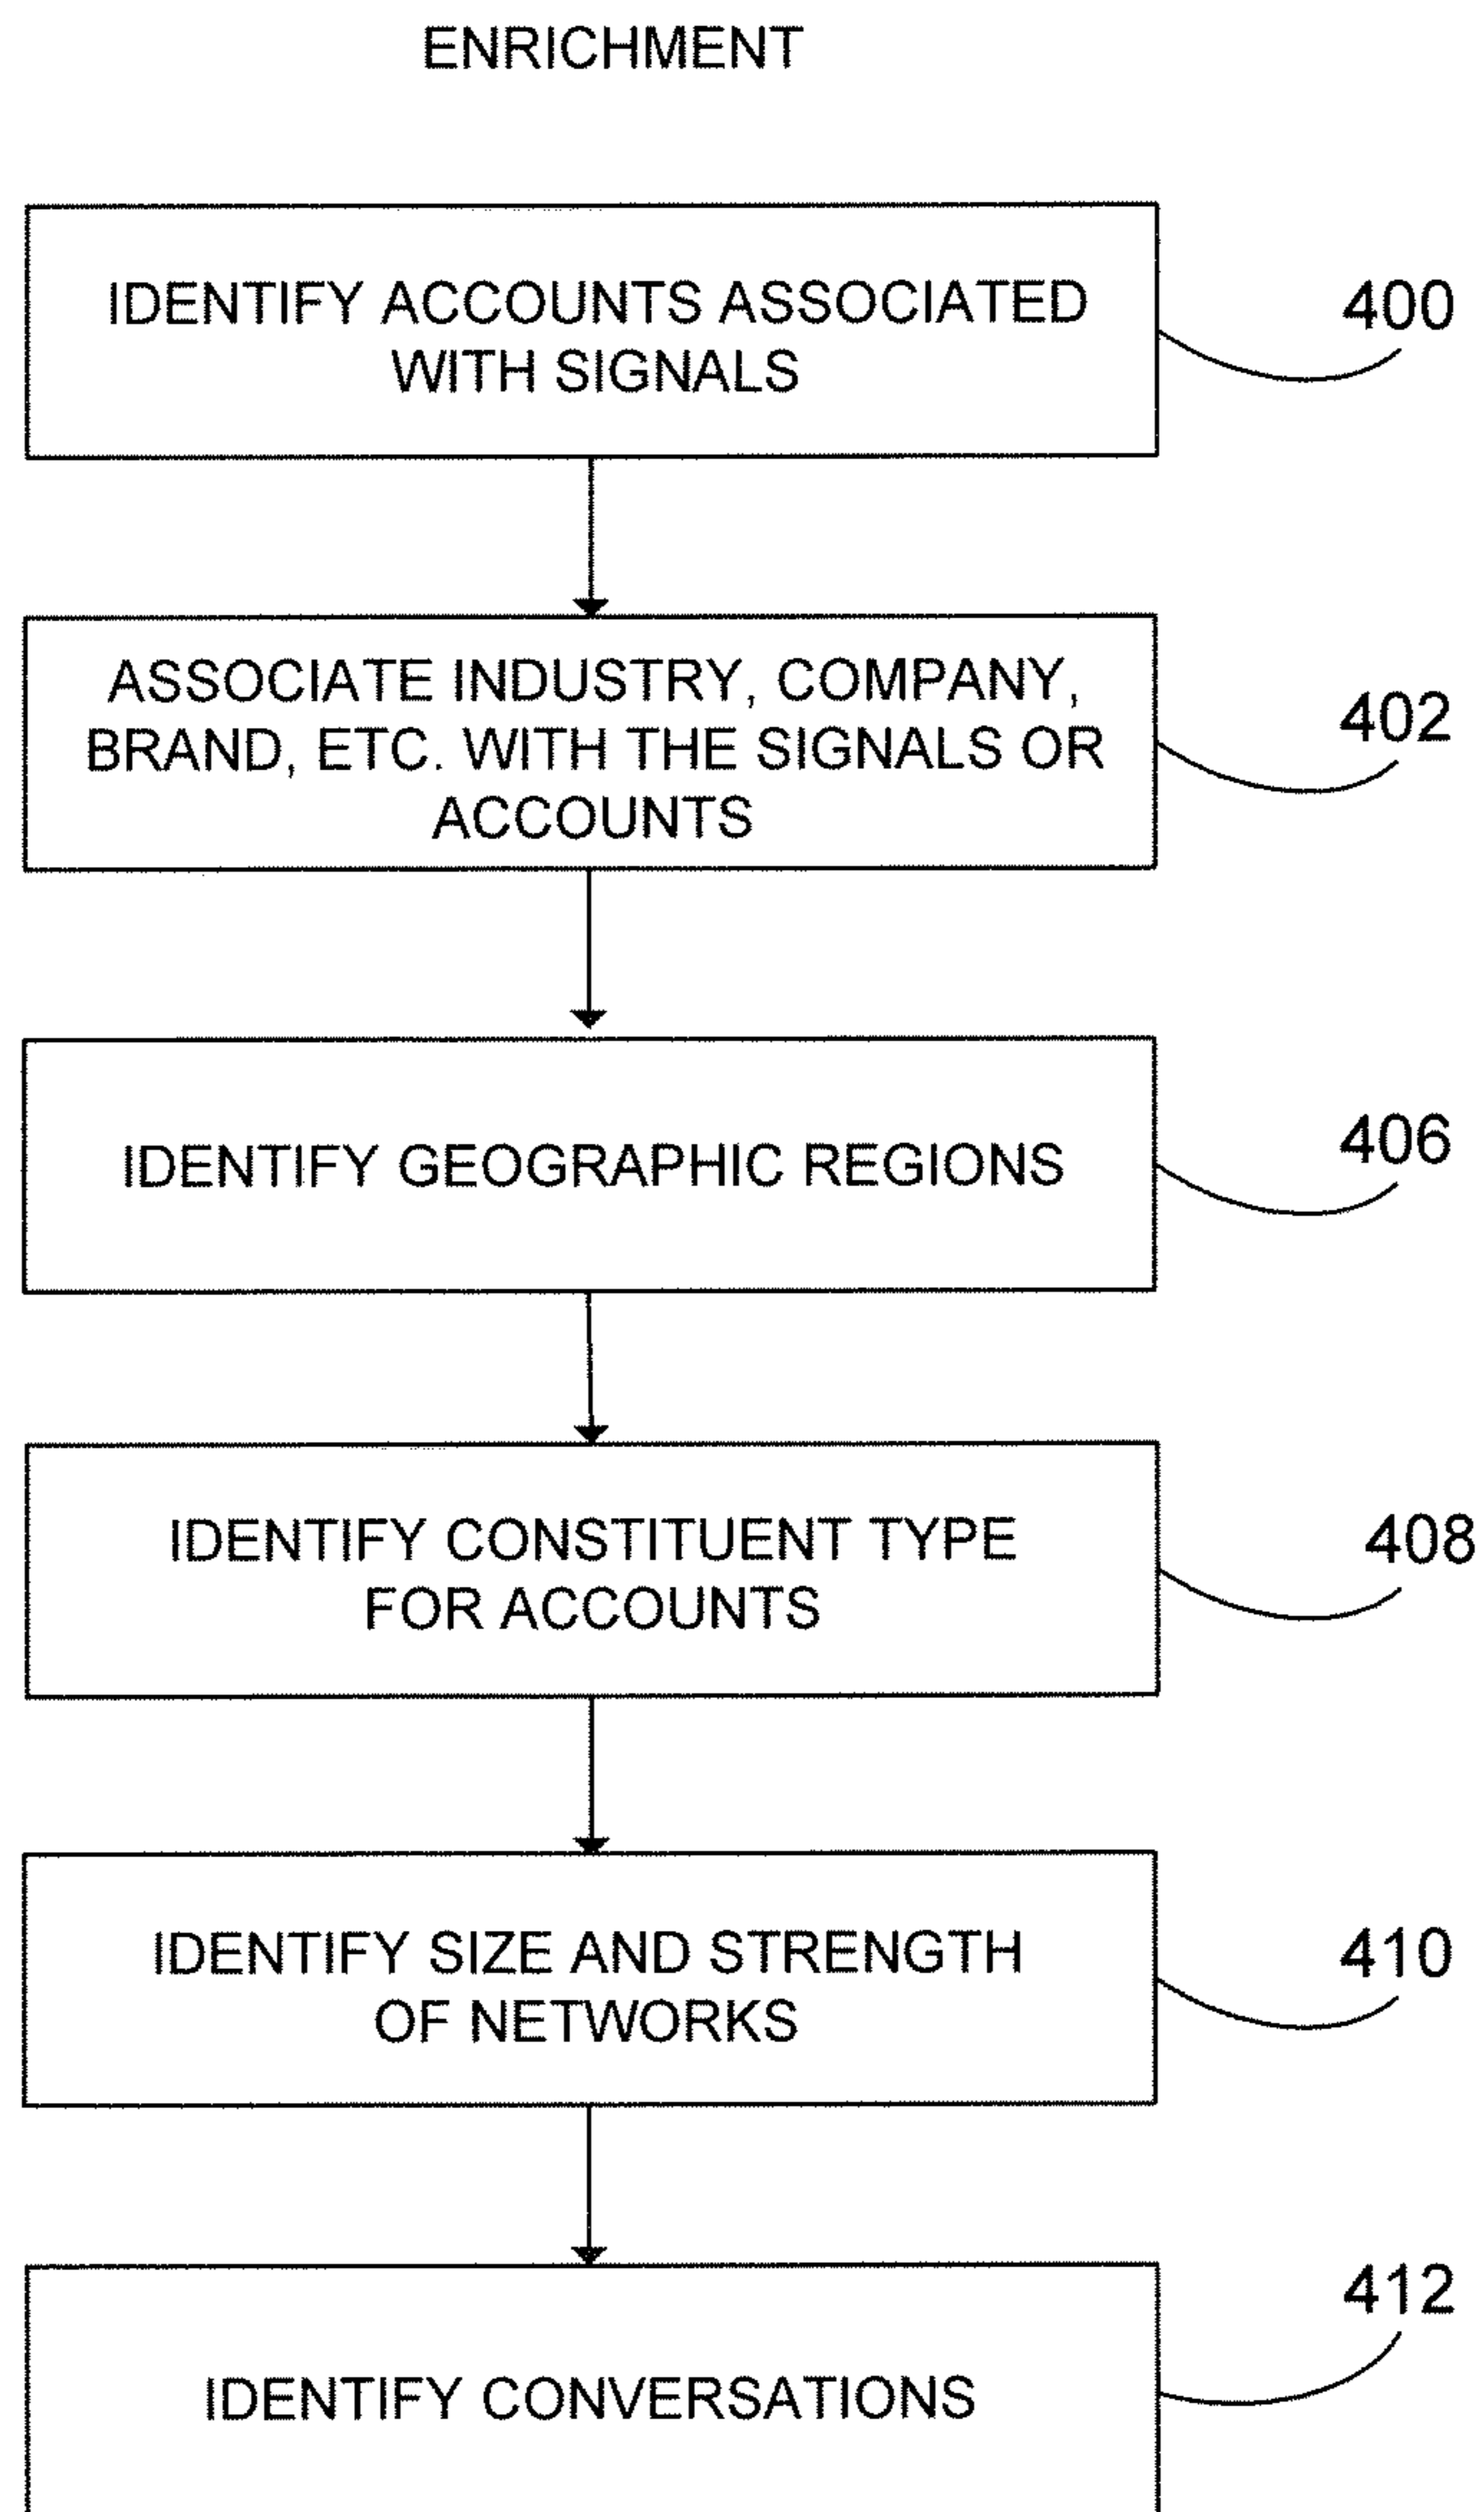 ENRICHMENT
IDENTIFY ACCOUNTS ASSOCIATED
WITH SIGNALS
400
ASSOCIATE INDUSTRY, COMPANY,
BRAND, ETC. WITH THE SIGNALS OR
ACCOUNTS
402
IDENTIFY GEOGRAPHIC REGIONS
406
IDENTIFY CONSTITUENT TYPE
FOR ACCOUNTS
408
IDENTIFY SIZE AND STRENGTH
OF NETWORKS
410
IDENTIFY CONVERSATIONS
412